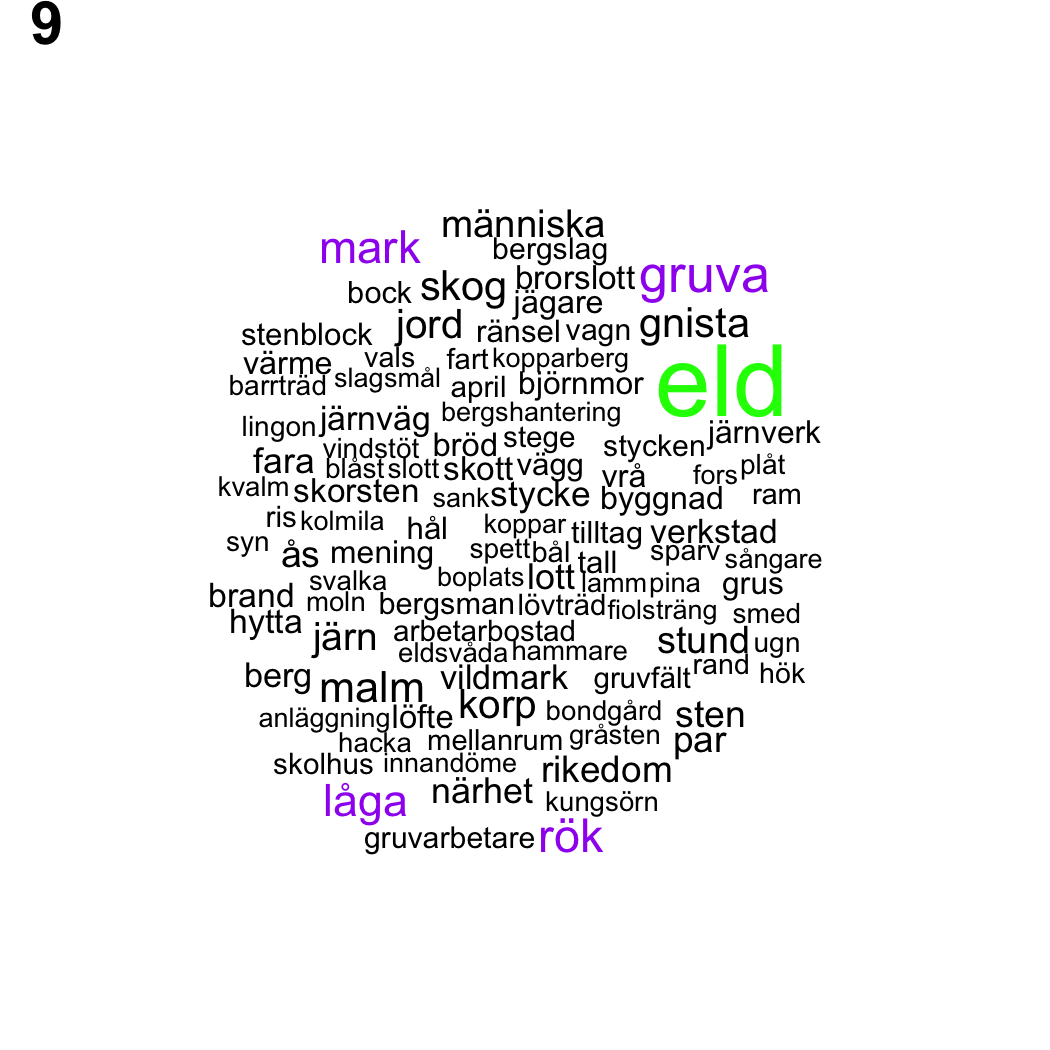 9
människa
mark bergslag
bock skog brorslott gruva
jägare
stenblock jord ränsel vagn gnista
värme vals fart kopparberg eld
barrträd slagsmål april björnmor
lingon järnväg bergshantering
vindstöt bröd stege stycken järnverk
fara blåst slott skott vägg vrå fors plåt
kvalm skorsten sank stycke byggnad ram
ris kolmila hål koppar tilltag verkstad
syn ås mening spett bål tall sparv sångare
svalka boplats lott lamm pina grus
brand moln bergsman lövträd fiolsträng smed
hytta järn arbetarbostad stund ugn
eldsvåda hammare
berg malm vildmark gruvfält rand hök
anläggning löfte korp bondgård sten
hacka mellanrum gråsten par
skolhus innandöme rikedom
låga närhet kungsörn
gruvarbetare rök